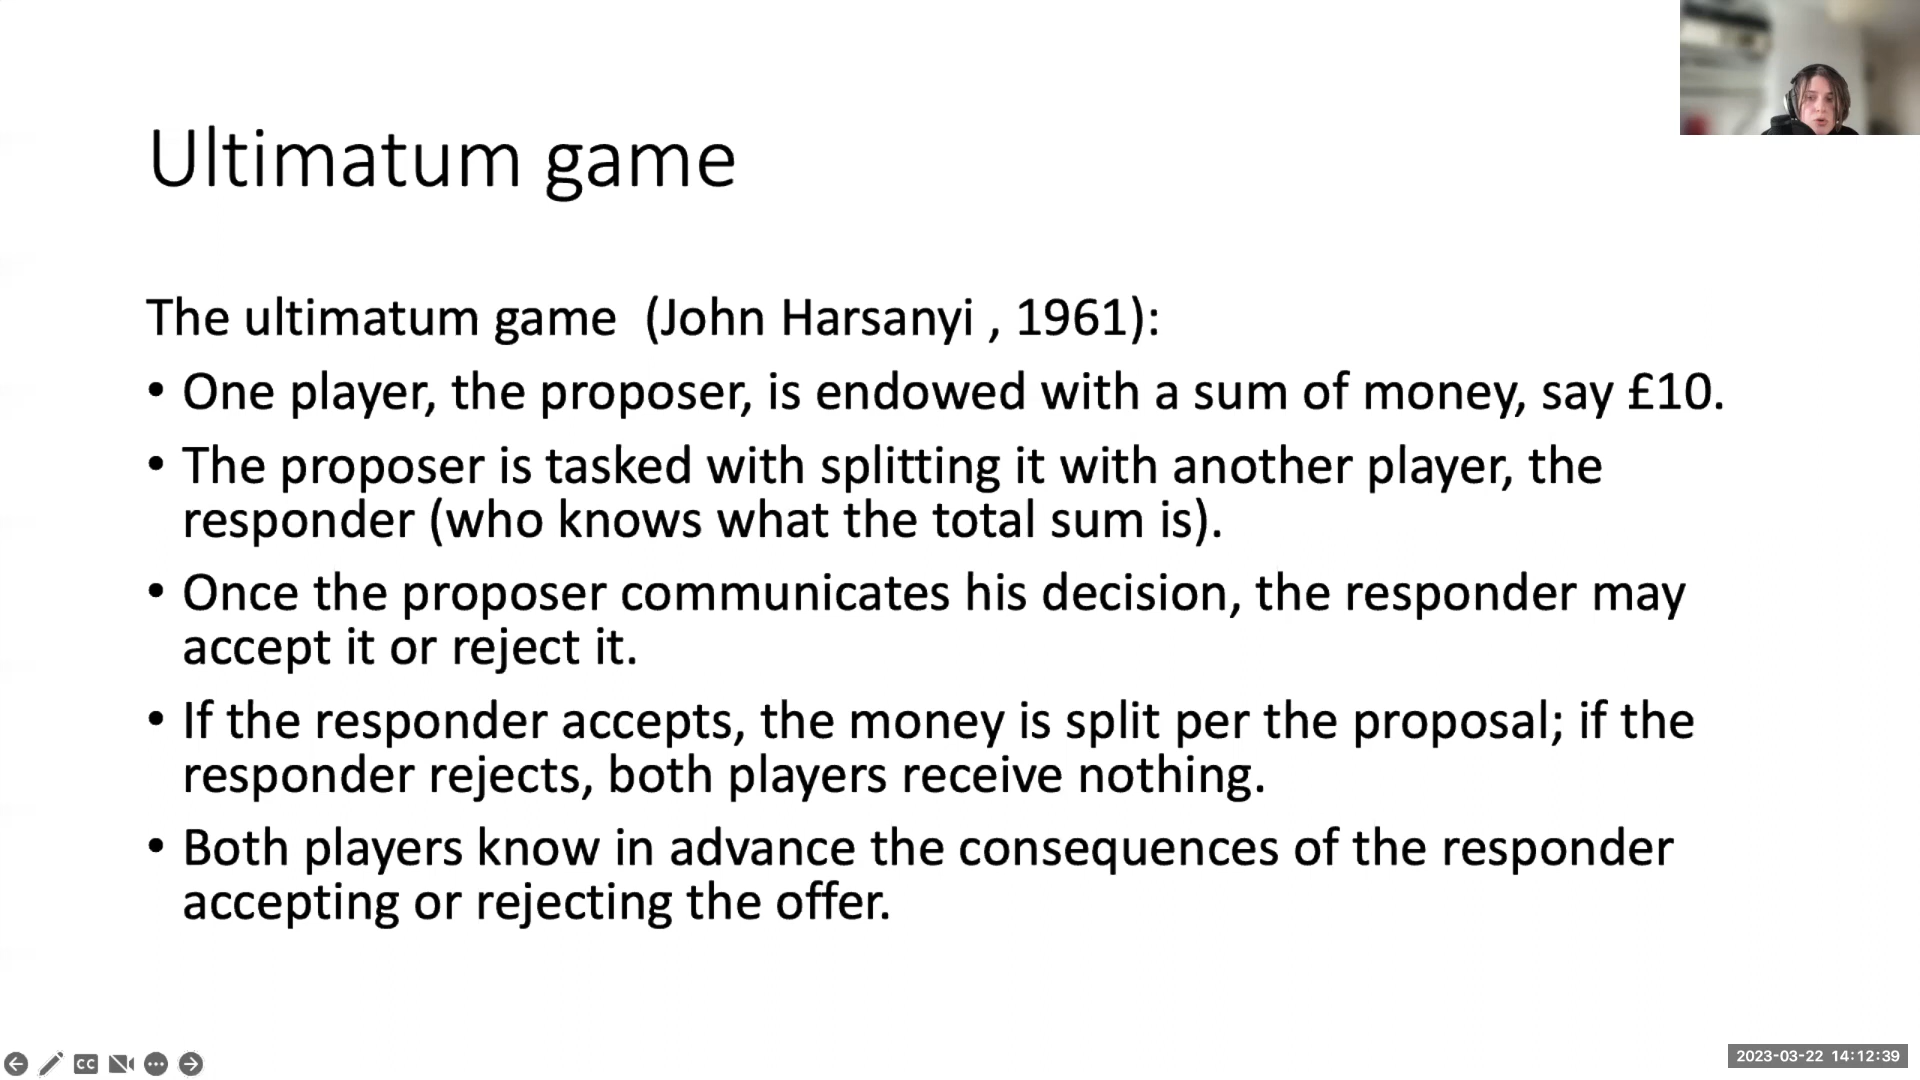 Ultimatum game
The ultimatum game  (John Harsanyi , 1961):
• One player, the proposer, is endowed with a sum of money, say £10.
• The proposer is tasked with splitting it with another player, the
responder (who knows what the total sum is).
• Once the proposer communicates his decision, the responder may
accept it or reject it.
• If the responder accepts, the money is split per the proposal; if the
responder rejects, both players receive nothing.
• Both players know in advance the consequences of the responder
accepting or rejecting the offer.
CC
2023-03-22 14:12:39